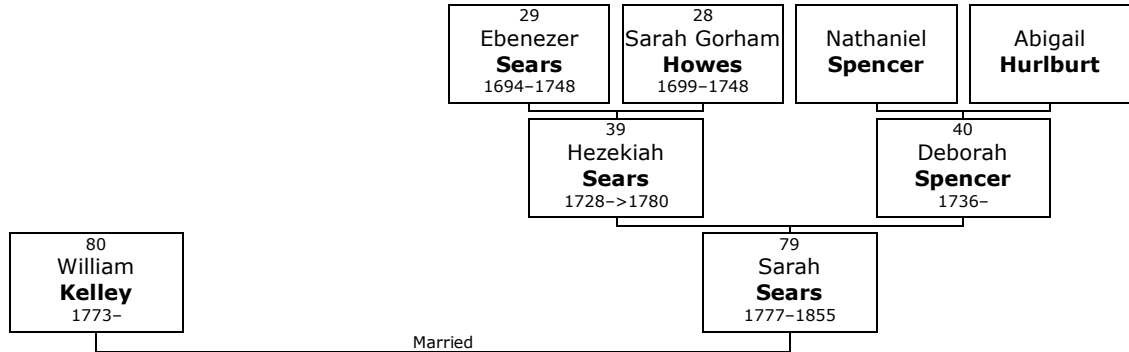 29
Ebenezer
Sears
1694–1748
28
Sarah Gorham
Howes
1699–1748
Nathaniel
Spencer
Abigail
Hurlburt
39
Hezekiah
Sears
1728–>1780
40
Deborah
Spencer
1736–
80
William
Kelley
1773–
79
Sarah
Sears
1777–1855
Married